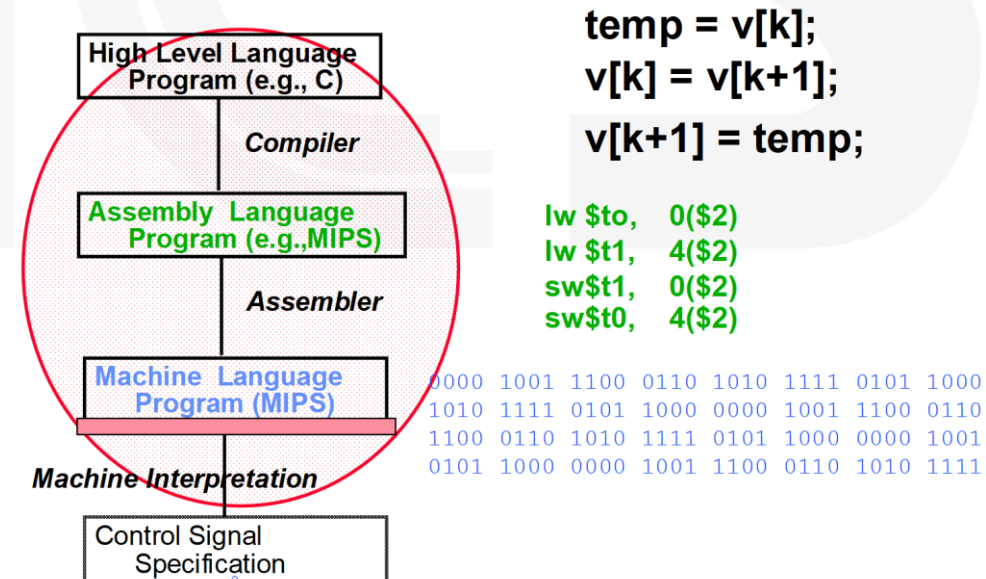 High Level Language
Program (e.g., C)
Compiler
Assembly Language
Program (e.g.,MIPS)
Assembler
Machine Language
Program (MIPS)
Machine Interpretation
Control Signal
Specification
temp = v[k];
v[k] = v[k+1];
v[k+1] = temp;
lw $to, 0($2)
lw $t1, 4($2)
sw$t1, 0($2)
sw$t0, 4($2)
0000 1001 1100 0110 1010 1111 0101 1000
1010 1111 0101 1000 0000 1001 1100 0110
1100 0110 1010 1111 0101 1000 0000 1001
0101 1000 0000 1001 1100 0110 1010 1111